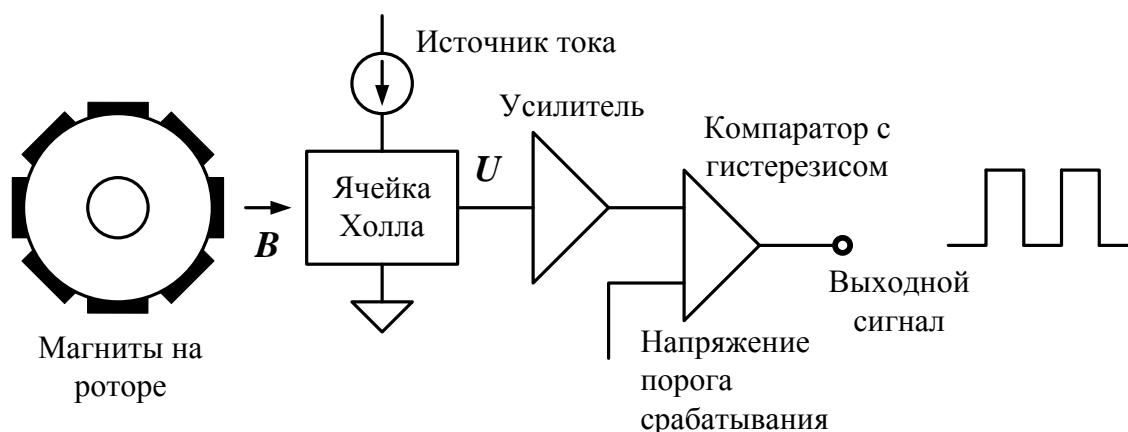 Источник тока
Усилитель
Компаратор с
гистерезисом
Ячейка
Холла
U
B
Магниты на
роторе
Выходной
сигнал
Напряжение
порога
срабатывания